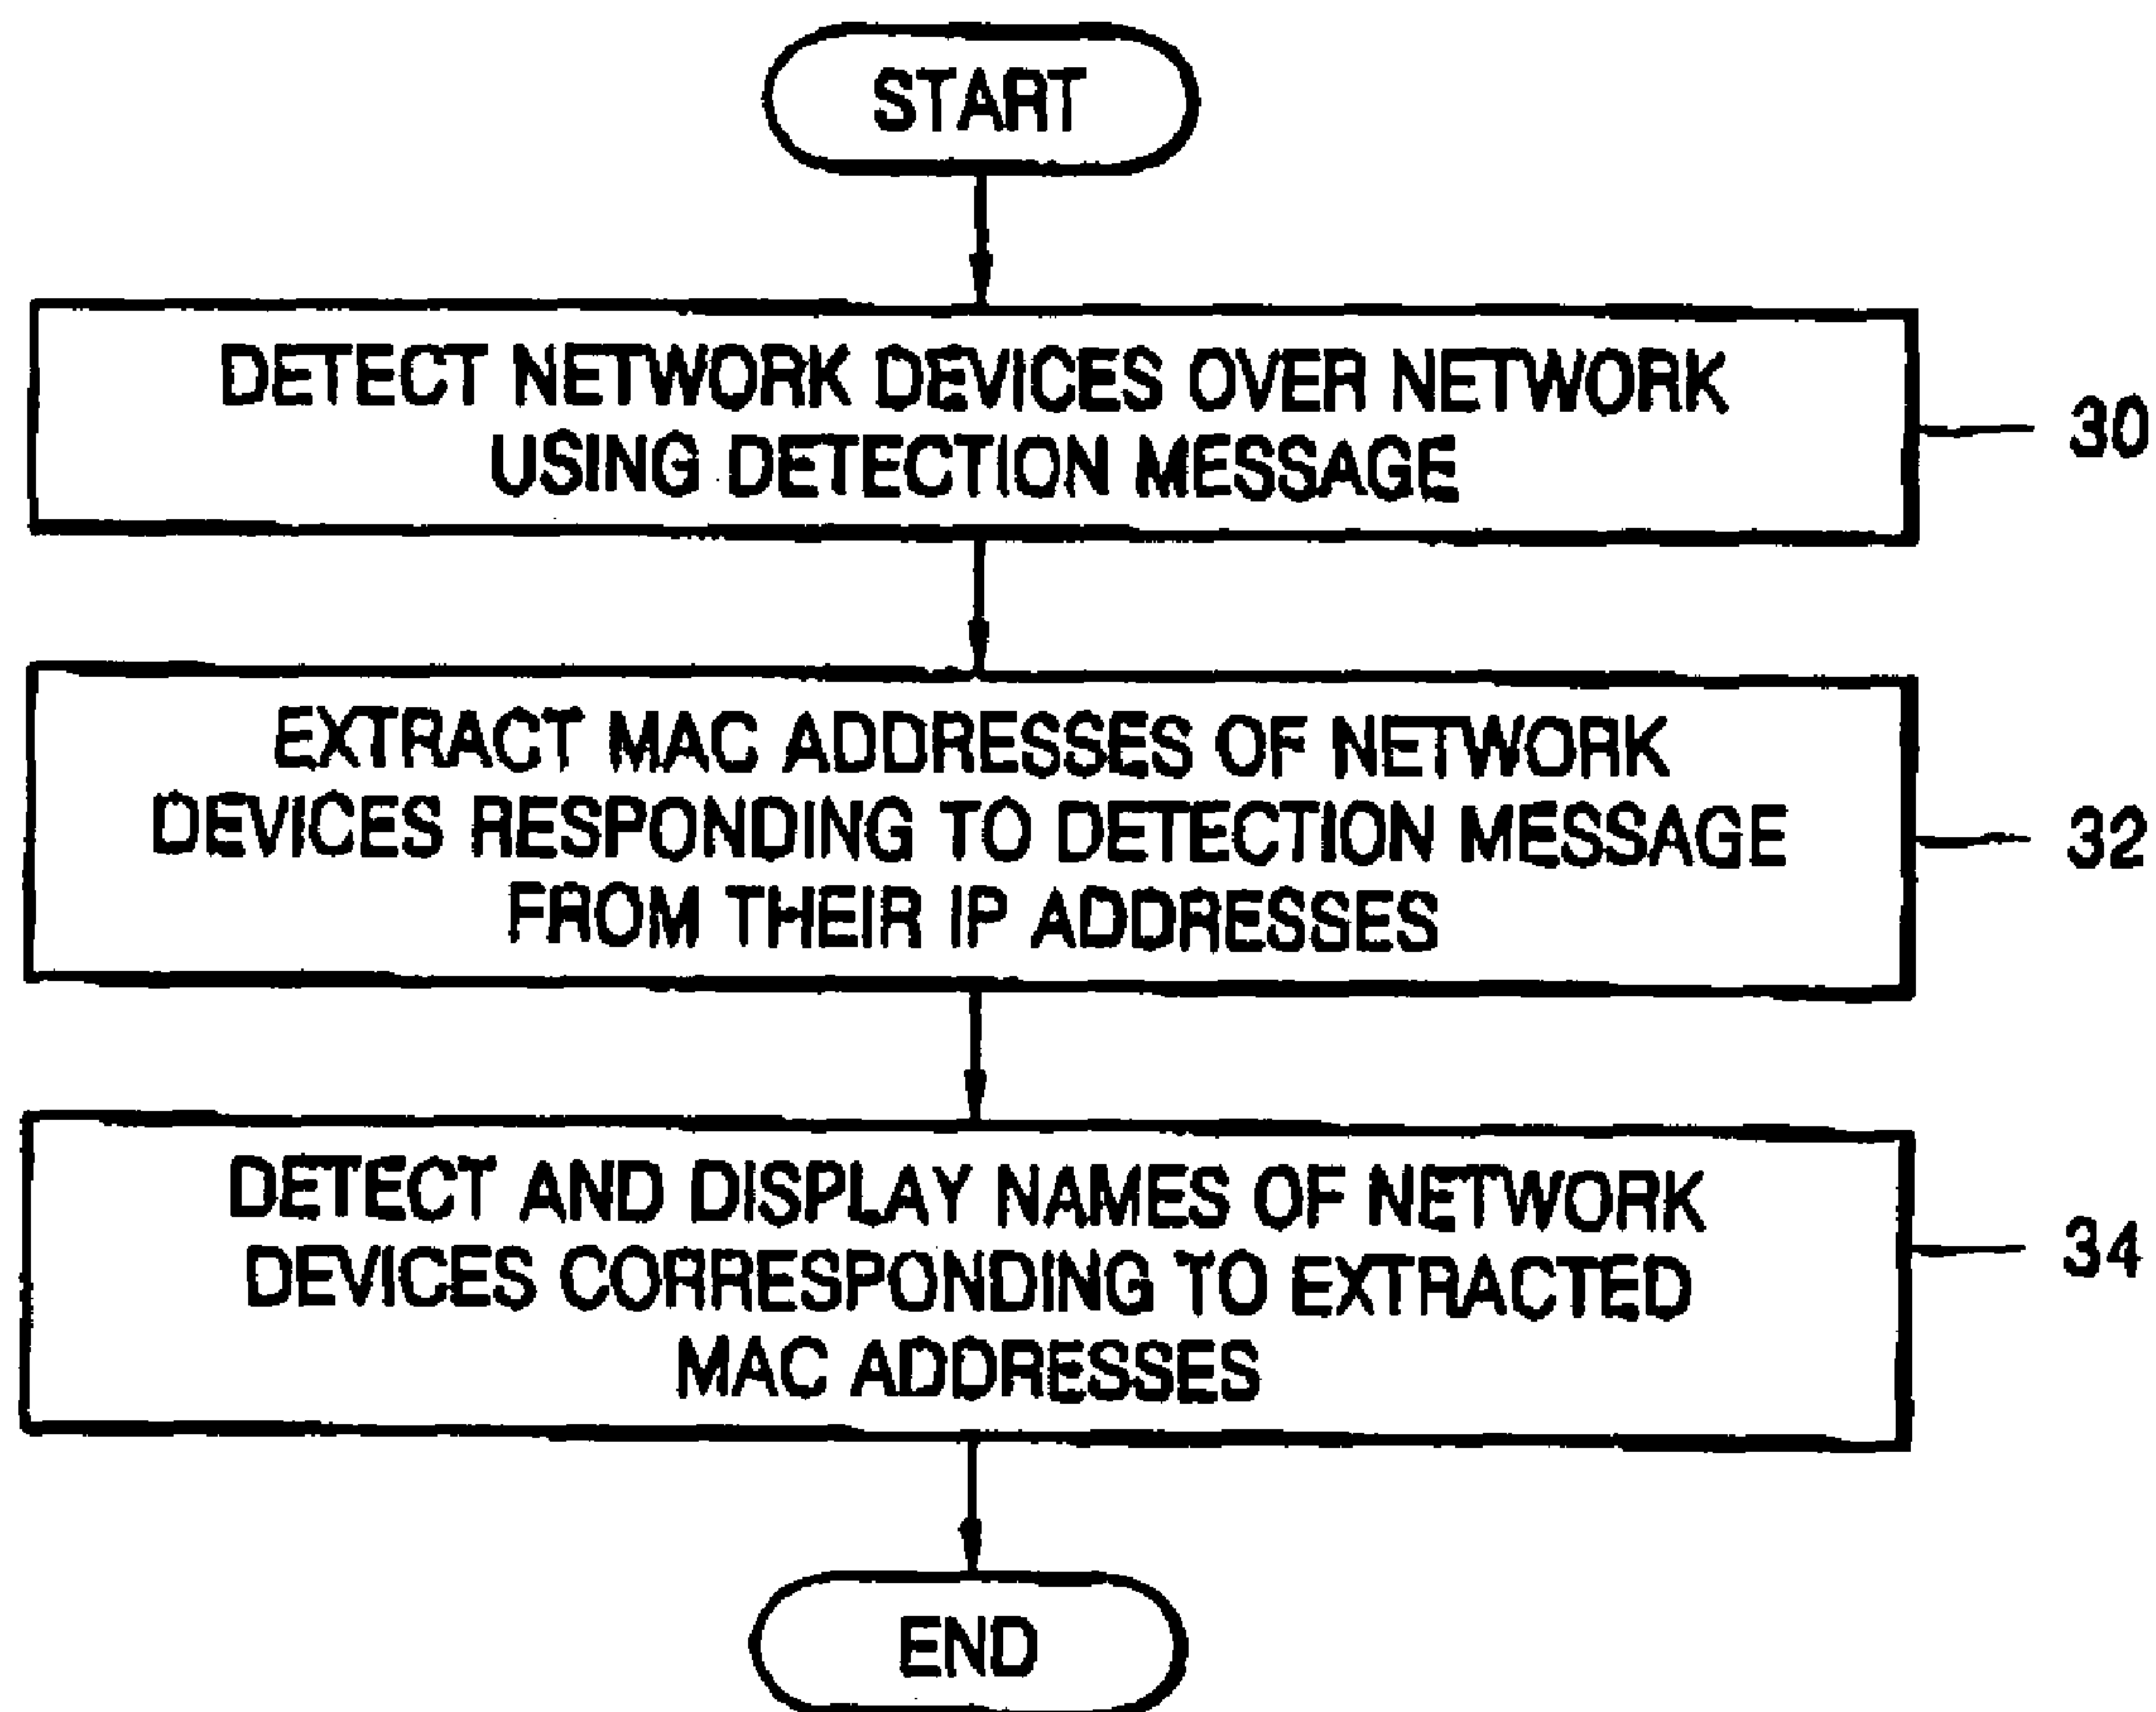 START
DETECT NETWORK DEVICES OVER NETWORK
USING DETECTION MESSAGE
30
EXTRACT MAC ADDRESSES OF NETWORK
DEVICES RESPONDING TO DETECTION MESSAGE
FROM THEIR IP ADDRESSES
32
DETECT AND DISPLAY NAMES OF NETWORK
DEVICES CORRESPONDING TO EXTRACTED
MAC ADDRESSES
34
END